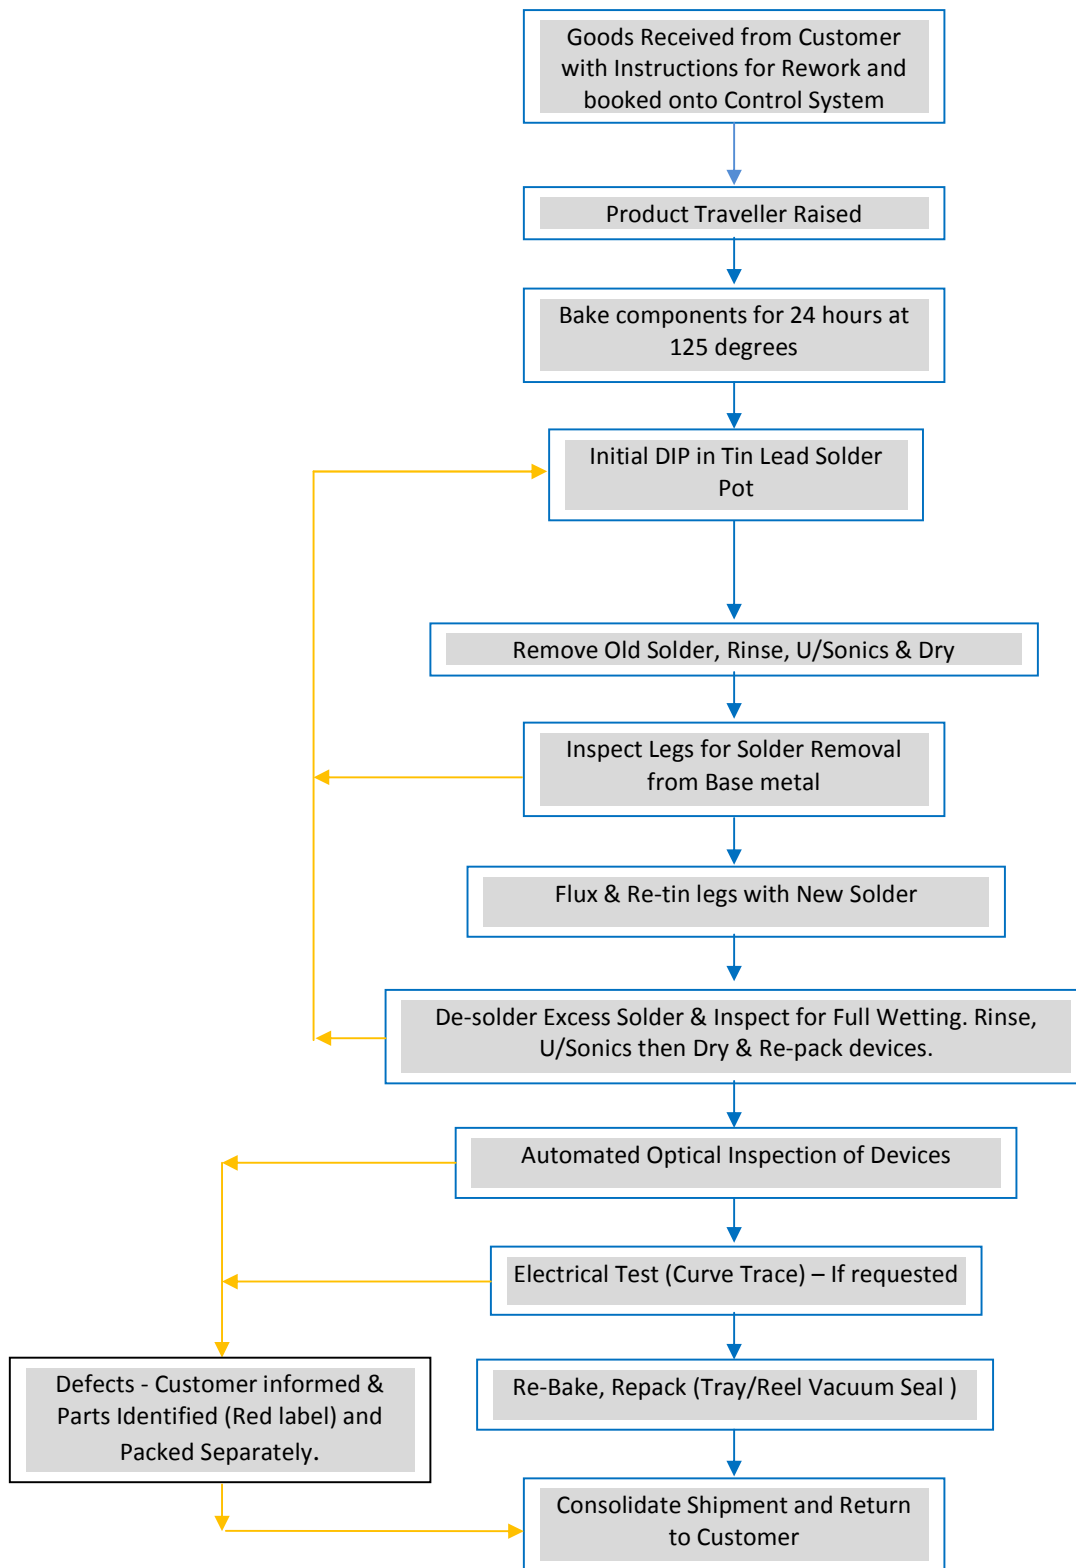 Goods Received from Customer
with Instructions for Rework and
booked onto Control System
Product Traveller Raised
Bake components for 24 hours at
125 degrees
Initial DIP in Tin Lead Solder
Pot
Remove Old Solder, Rinse, U/Sonics & Dry
Inspect Legs for Solder Removal
from Base metal
Flux & Re-tin legs with New Solder
De-solder Excess Solder & Inspect for Full Wetting. Rinse,
U/Sonics then Dry & Re-pack devices.
Automated Optical Inspection of Devices
Electrical Test (Curve Trace) – If requested
Re-Bake, Repack (Tray/Reel Vacuum Seal )
Defects - Customer informed &
Parts Identified (Red label) and
Packed Separately.
Consolidate Shipment and Return
to Customer